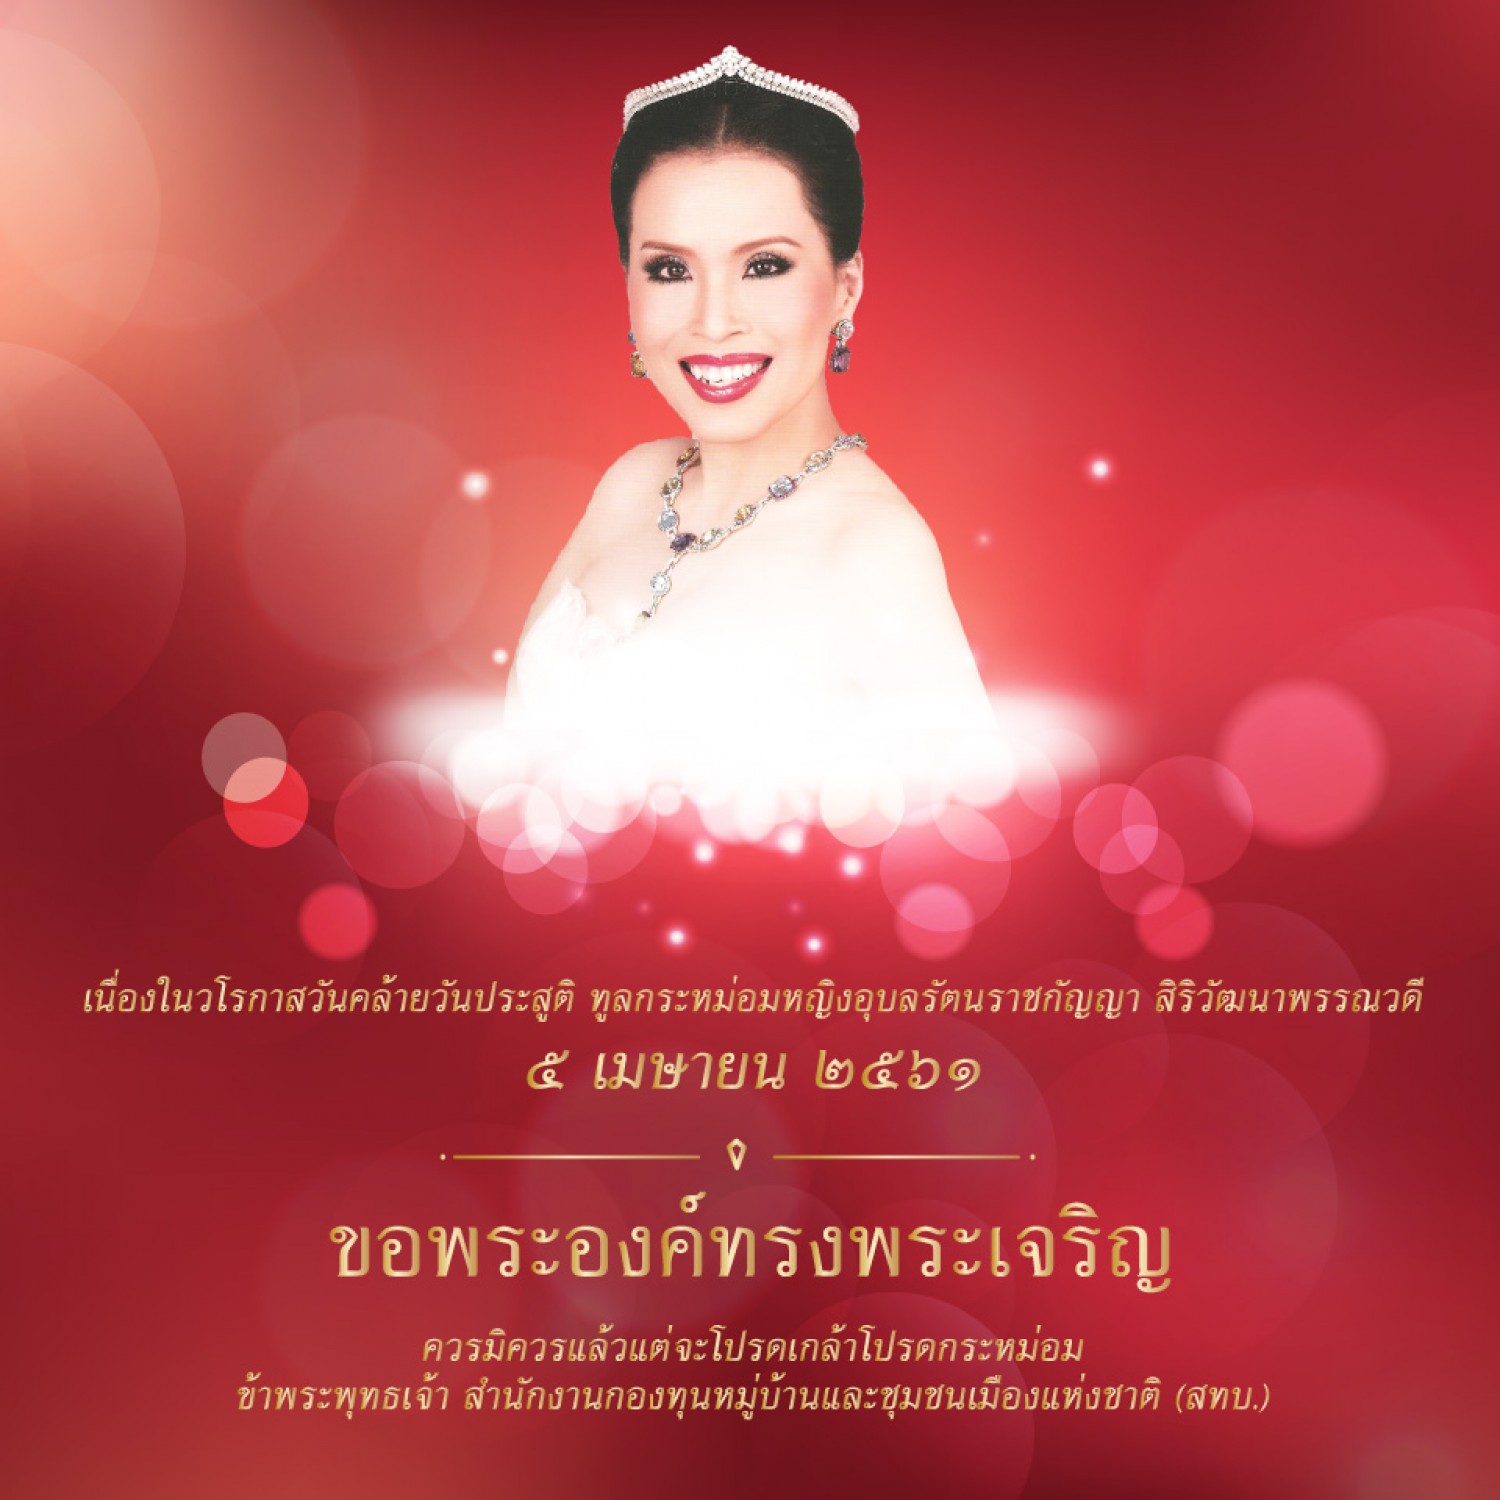 เนื่องในวโรกาสวันคล้ายวันประสูติ ทูลกระหม่อมหญิงอุบลรัตนราชกัญญา สิริวัฒนาพรรณวดี
๕ เมษายน ๒๕๖๑
ขอพระองค์ทรงพระเจริญ
ควรมิควรแล้วแต่จะโปรดเกล้าโปรดกระหม่อม
ข้าพระพุทธเจ้า สำนักงานกองทุนหมู่บ้านและชุมชนเมืองแห่งชาติ (สทบ.)